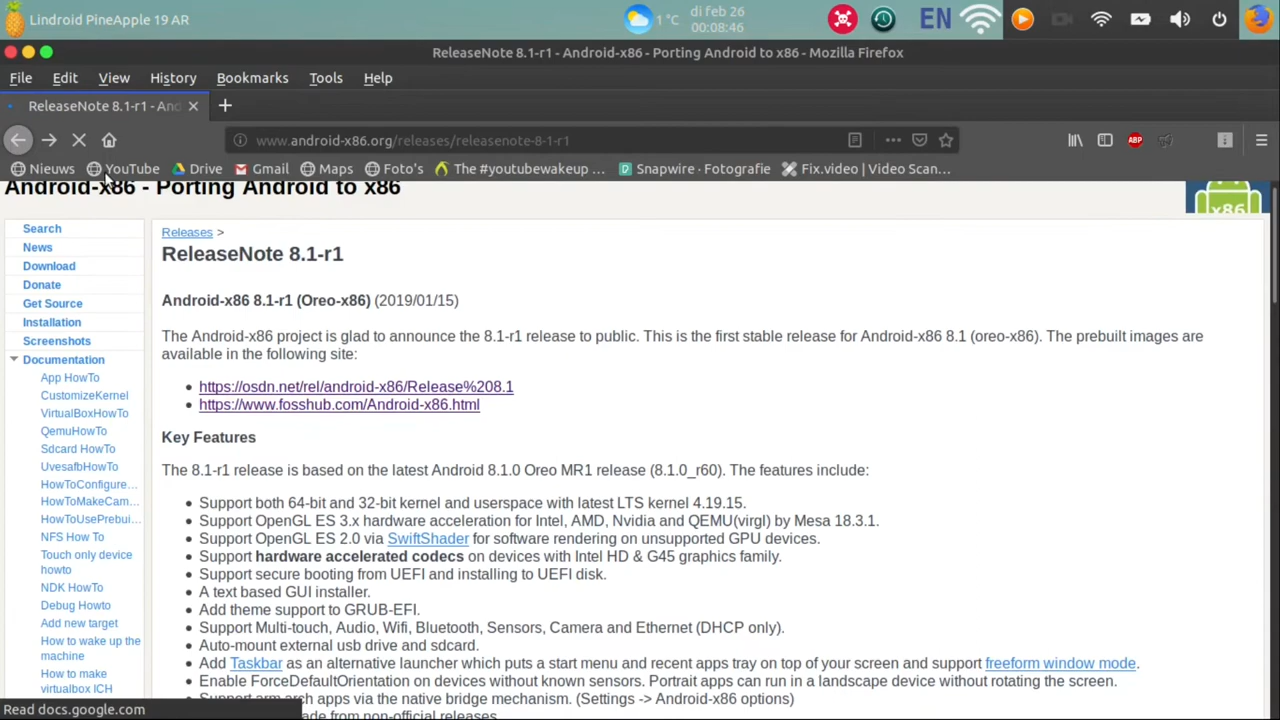 Lindroid PineApple 19 AR
1 °C
di feb 26
00:08:46
EN
ReleaseNote 8.1-r1 - Android-x86 - Porting Android to x86 - Mozilla Firefox
File Edit View History Bookmarks Tools Help
ReleaseNote 8.1-r1 - And
www.android-x86.org/releases/releasenote-8-1-r1
ABP
Nieuws YouTube Drive Gmail Maps Foto's The #youtubewakeup ... Snapwire - Fotografie Fix.video | Video Scan...
Android-x86 - Porting Android to x86
x86
Search
News
Download
Donate
Get Source
Installation
Screenshots
Documentation
App HowTo
CustomizeKernel
VirtualBoxHowTo
QemuHowTo
Sdcard HowTo
UvesafbHowTo
HowToConfigure...
HowToMakeCam...
HowToUsePrebui...
NFS How To
Touch only device
howto
NDK HowTo
Debug Howto
Add new target
How to wake up the
machine
How to make
virtualbox ICH
Releases >
ReleaseNote 8.1-r1
Android-x86 8.1-r1 (Oreo-x86) (2019/01/15)
The Android-x86 project is glad to announce the 8.1-r1 release to public. This is the first stable release for Android-x86 8.1 (oreo-x86). The prebuilt images are
available in the following site:
https://osdn.net/rel/android-x86/Release%208.1
https://www.fosshub.com/Android-x86.html
Key Features
The 8.1-r1 release is based on the latest Android 8.1.0 Oreo MR1 release (8.1.0_r60). The features include:
Support both 64-bit and 32-bit kernel and userspace with latest LTS kernel 4.19.15.
Support OpenGL ES 3.x hardware acceleration for Intel, AMD, Nvidia and QEMU(virgl) by Mesa 18.3.1.
Support OpenGL ES 2.0 via SwiftShader for software rendering on unsupported GPU devices.
Support hardware accelerated codecs on devices with Intel HD & G45 graphics family.
Support secure booting from UEFI and installing to UEFI disk.
A text based GUI installer.
Add theme support to GRUB-EFI.
Support Multi-touch, Audio, Wifi, Bluetooth, Sensors, Camera and Ethernet (DHCP only).
Auto-mount external usb drive and sdcard.
Add Taskbar as an alternative launcher which puts a start menu and recent apps tray on top of your screen and support freeform window mode.
Enable ForceDefaultOrientation on devices without known sensors. Portrait apps can run in a landscape device without rotating the screen.
Support arm arch apps via the native bridge mechanism. (Settings -> Android-x86 options)
from non-official releases.
Read docs.google.com